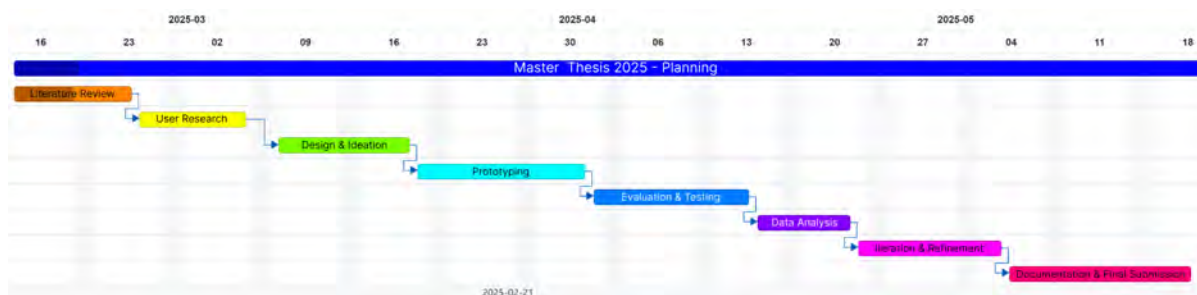 2025-03 2025-04 2025-05
16 23 02 09 16 23 30 06 13 20 27 04 11 18
Master Thesis 2025 - Planning
Literature Review
User Research
Design & Ideation
Prototyping
Evaluation & Testing
Data Analysis
Iteration & Refinement
Documentation & Final Submission
2025-02-21